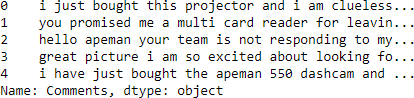 0    i just bought this projector and i am clueless...
1    you promised me a multi card reader for leavin...
2    hello apeman your team is not responding to my...
3    great picture i am so excited about looking fo...
4    i have just bought the apeman 550 dashcam and ...
Name: Comments, dtype: object